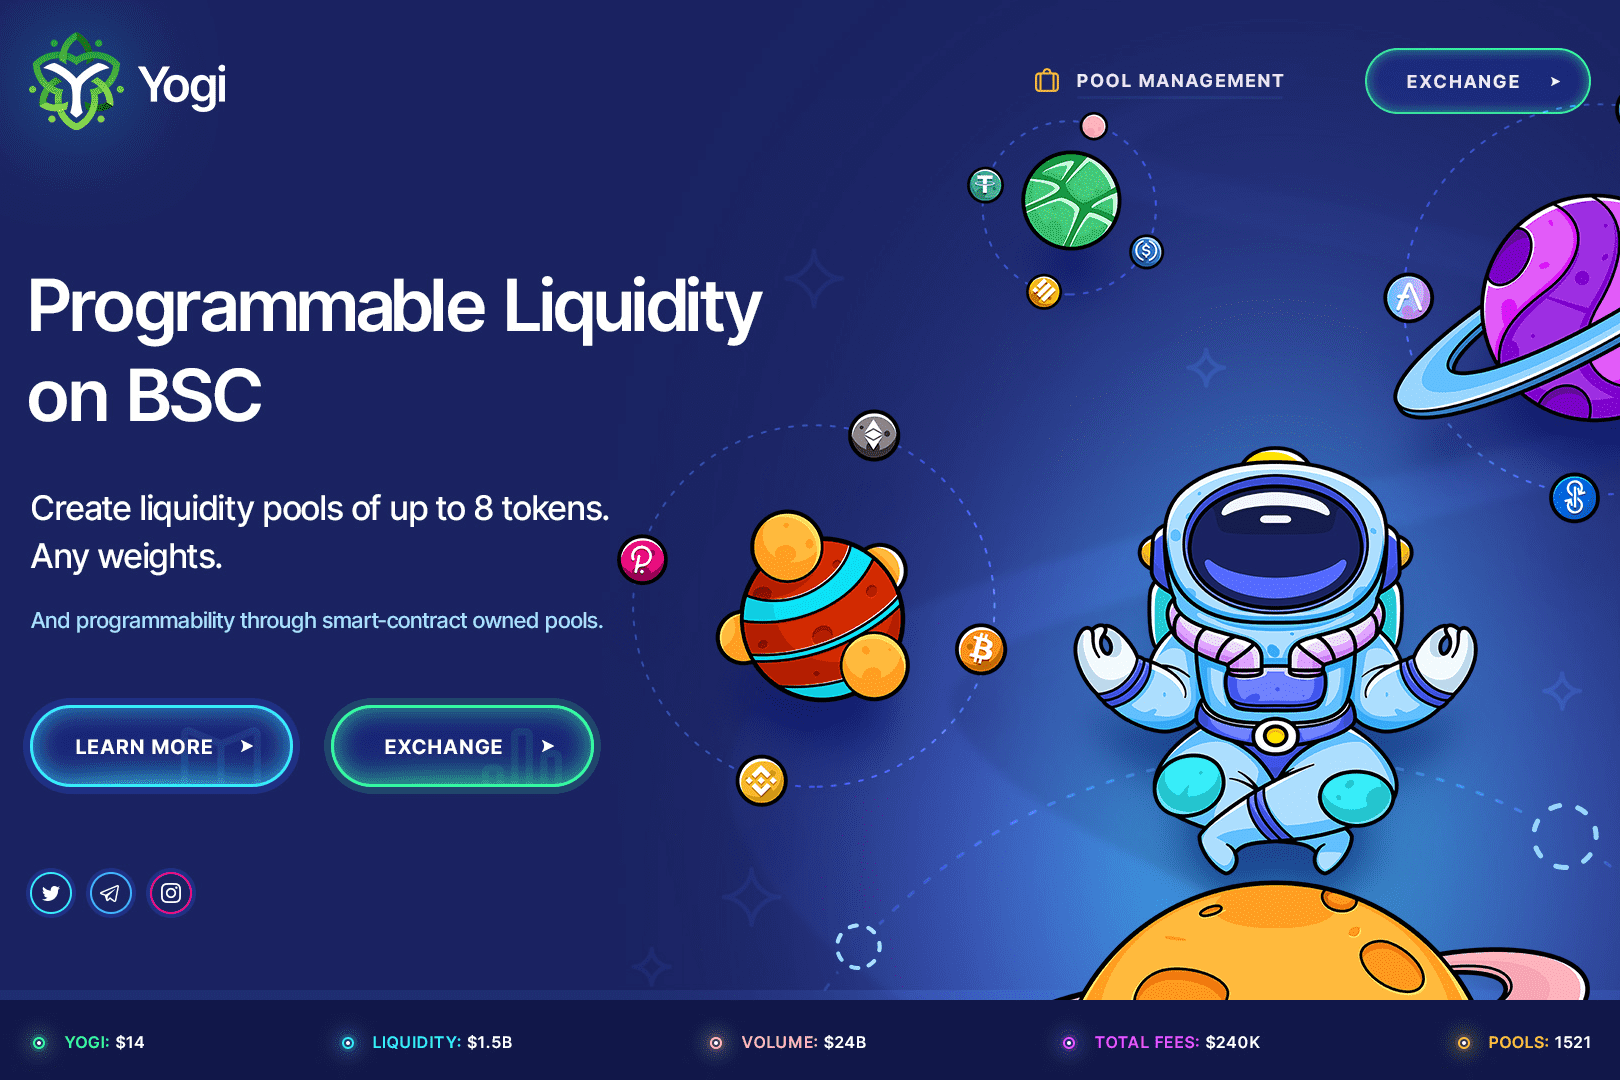 Yogi
POOL MANAGEMENT
EXCHANGE
Programmable Liquidity
on BSC
Create liquidity pools of up to 8 tokens.
Any weights.
And programmability through smart-contract owned pools.
LEARN MORE
EXCHANGE
YOGI: $14
LIQUIDITY: $1.5B
VOLUME: $24B
TOTAL FEES: $240K
POOLS: 1521